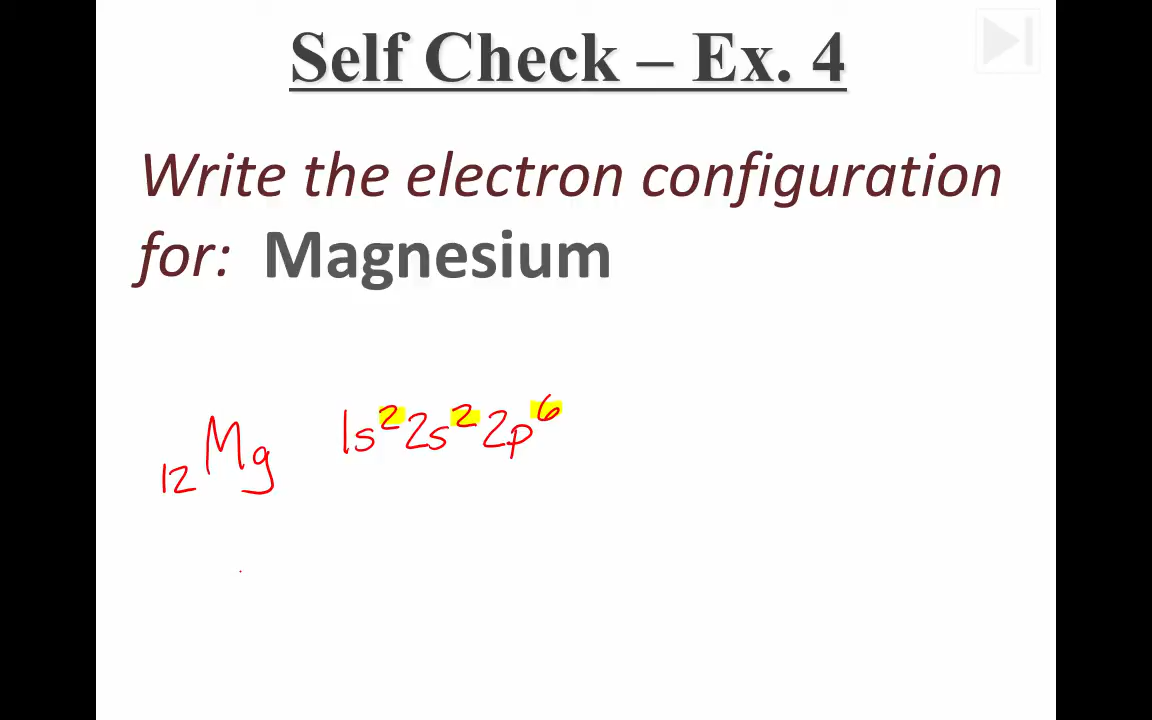 Self Check – Ex. 4
Write the electron configuration
for: Magnesium
₁₂Mg 1s²2s²2p⁶